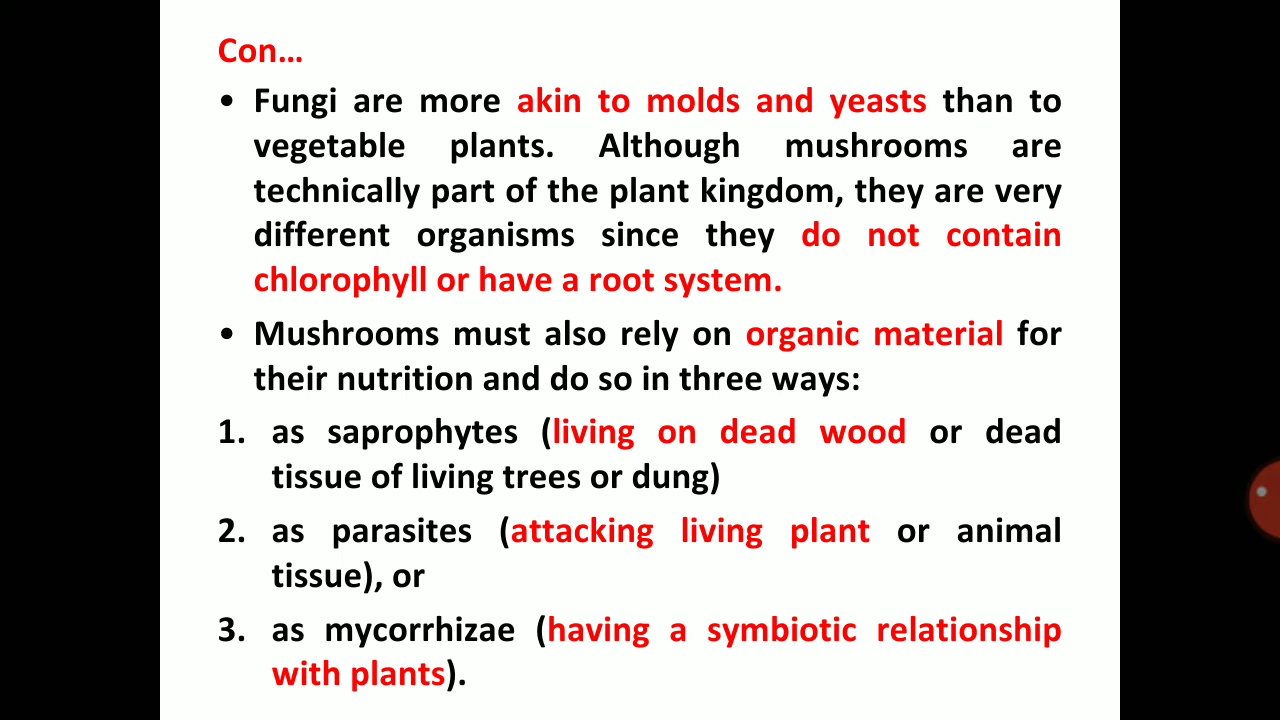 Con…
• Fungi are more akin to molds and yeasts than to
vegetable plants. Although mushrooms are
technically part of the plant kingdom, they are very
different organisms since they do not contain
chlorophyll or have a root system.
• Mushrooms must also rely on organic material for
their nutrition and do so in three ways:
1. as saprophytes (living on dead wood or dead
tissue of living trees or dung)
2. as parasites (attacking living plant or animal
tissue), or
3. as mycorrhizae (having a symbiotic relationship
with plants).